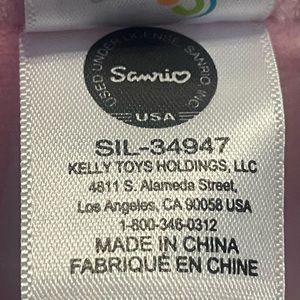 USED UNDER LICENSE, SANRIO, INC.
Sanrio
USA
SIL-34947
KELLY TOYS HOLDINGS, LLC
4811 S. Alameda Street,
Los Angeles, CA 90058 USA
1-800-346-0312
MADE IN CHINA
FABRIQUÉ EN CHINE